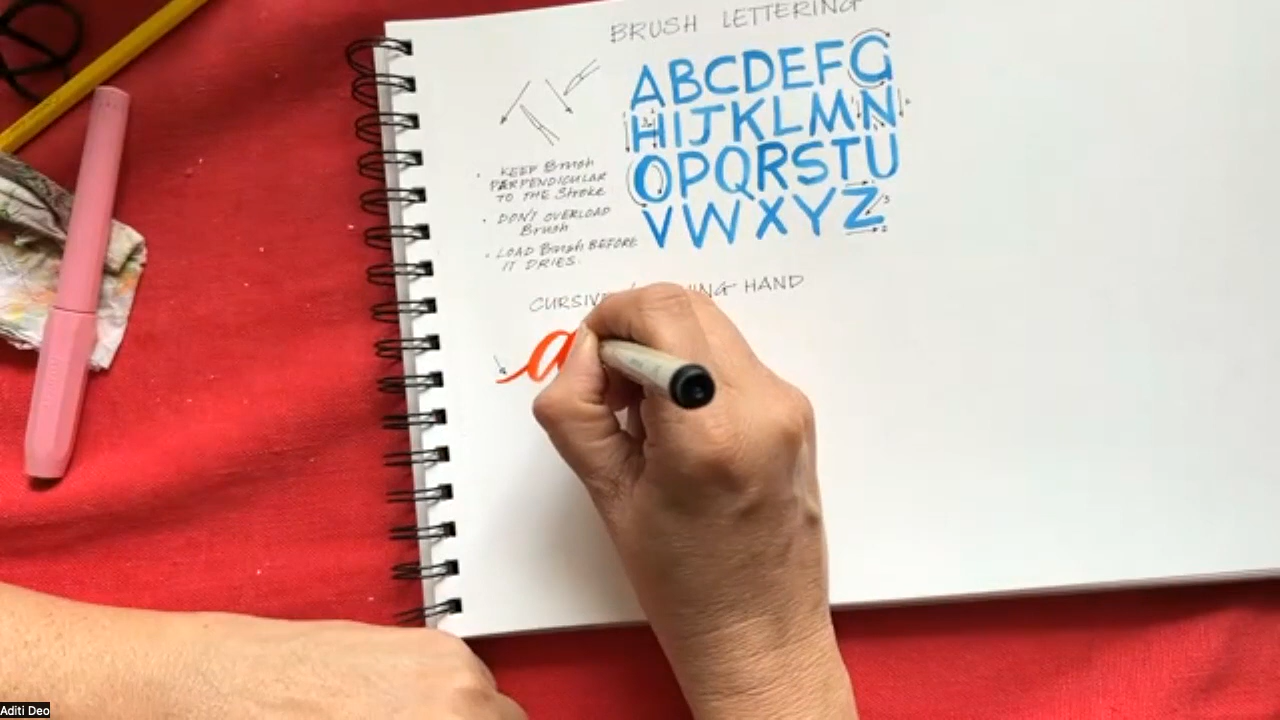 BRUSH LETTERING
ABCDEFG
HIJKLMN
OPQRSTU
VWXYZ
• KEEP Brush
PERPENDICULAR
TO THE Stroke
• DON'T OVERLOAD
Brush
• LOAD Brush BEFORE
IT DRIES.
HAND
a
Aditi Deo